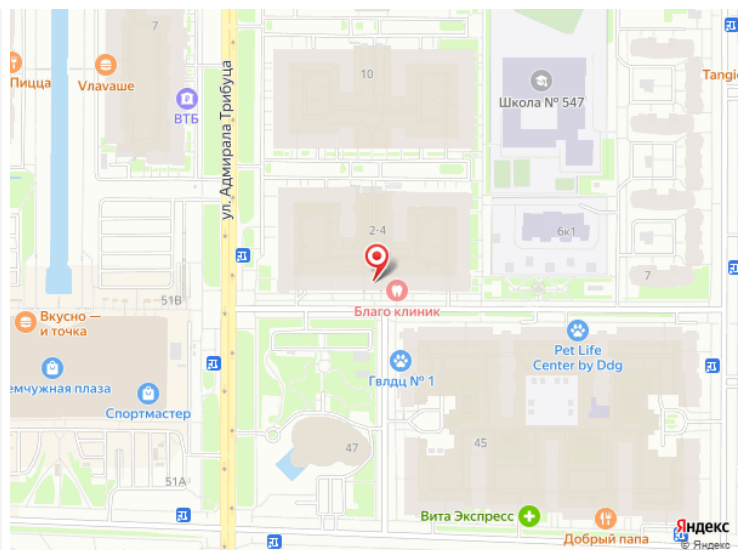 7
Пицца
Vлаvаше
ВТБ
ул. Адмирала Трибуца
10
Школа № 547
Tangi
2-4
6к1
7
Благо клиник
51В
Вкусно —
и точка
емчужная плаза
Спортмастер
Гвлдц № 1
Pet Life
Center by Ddg
47
45
51А
Вита Экспресс
Добрый папа
Яндекс
© Яндекс